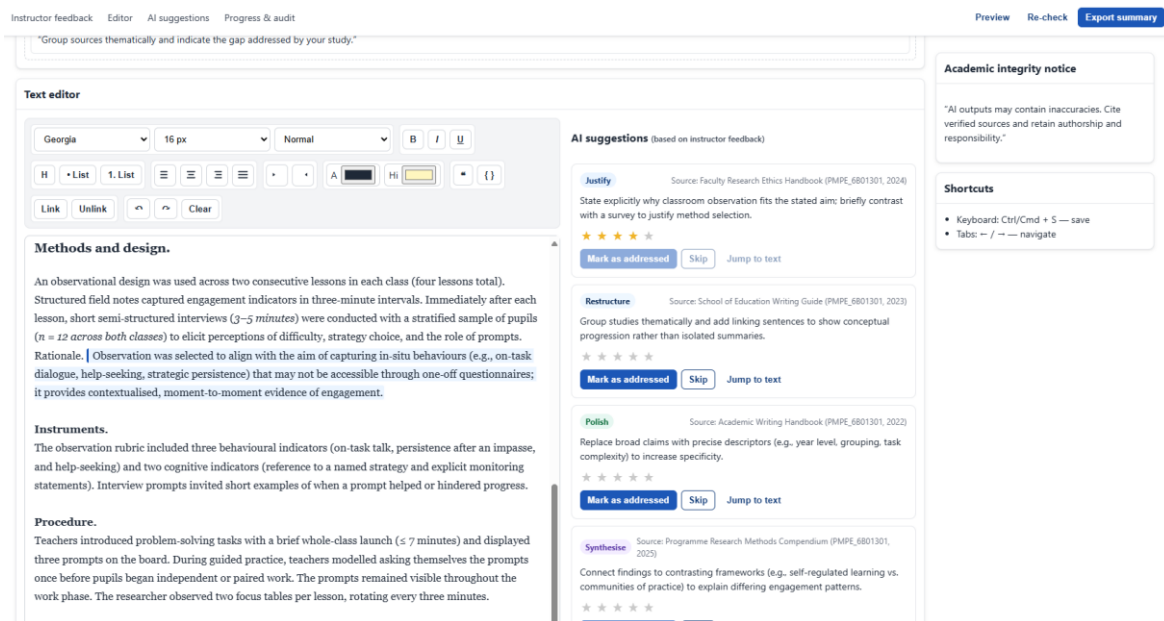 Instructor feedback Editor AI suggestions Progress & audit
Preview Re-check Export summary
"Group sources thematically and indicate the gap addressed by your study."
Text editor
Georgia 16 px Normal B I U
H • List 1. List A Hi ❝ { }
Link Unlink ↶ ↷ Clear
Methods and design.
An observational design was used across two consecutive lessons in each class (four lessons total).
Structured field notes captured engagement indicators in three-minute intervals. Immediately after each
lesson, short semi-structured interviews (3–5 minutes) were conducted with a stratified sample of pupils
(n = 12 across both classes) to elicit perceptions of difficulty, strategy choice, and the role of prompts.
Rationale. Observation was selected to align with the aim of capturing in-situ behaviours (e.g., on-task
dialogue, help-seeking, strategic persistence) that may not be accessible through one-off questionnaires;
it provides contextualised, moment-to-moment evidence of engagement.
Instruments.
The observation rubric included three behavioural indicators (on-task talk, persistence after an impasse,
and help-seeking) and two cognitive indicators (reference to a named strategy and explicit monitoring
statements). Interview prompts invited short examples of when a prompt helped or hindered progress.
Procedure.
Teachers introduced problem-solving tasks with a brief whole-class launch (≤ 7 minutes) and displayed
three prompts on the board. During guided practice, teachers modelled asking themselves the prompts
once before pupils began independent or paired work. The prompts remained visible throughout the
work phase. The researcher observed two focus tables per lesson, rotating every three minutes.
AI suggestions (based on instructor feedback)
Justify
Source: Faculty Research Ethics Handbook (PMPE_6801301, 2024)
State explicitly why classroom observation fits the stated aim; briefly contrast
with a survey to justify method selection.
★ ★ ★ ★ ★
Mark as addressed Skip Jump to text
Restructure
Source: School of Education Writing Guide (PMPE_6801301, 2023)
Group studies thematically and add linking sentences to show conceptual
progression rather than isolated summaries.
★ ★ ★ ★ ★
Mark as addressed Skip Jump to text
Polish
Source: Academic Writing Handbook (PMPE_6801301, 2022)
Replace broad claims with precise descriptors (e.g., year level, grouping, task
complexity) to increase specificity.
★ ★ ★ ★ ★
Mark as addressed Skip Jump to text
Synthesise
Source: Programme Research Methods Compendium (PMPE_6801301,
2025)
Connect findings to contrasting frameworks (e.g., self-regulated learning vs.
communities of practice) to explain differing engagement patterns.
★ ★ ★ ★ ★
Academic integrity notice
"AI outputs may contain inaccuracies. Cite
verified sources and retain authorship and
responsibility."
Shortcuts
• Keyboard: Ctrl/Cmd + S — save
• Tabs: ← / → — navigate